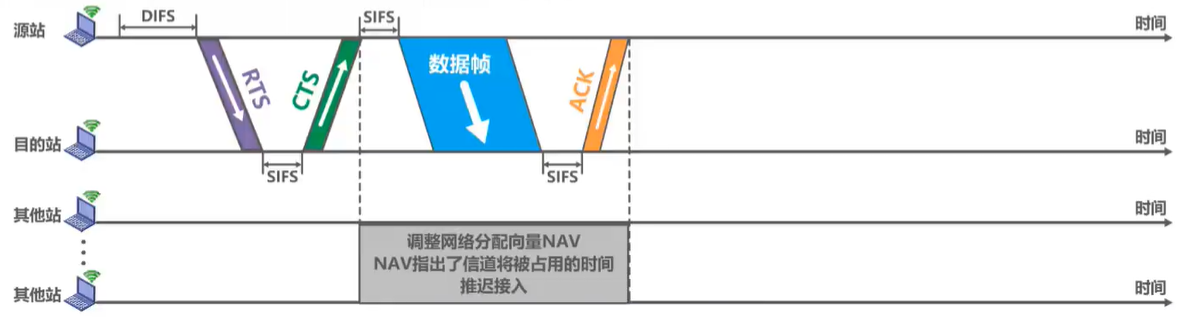 DIFS
SIFS
源站
时间
RTS
CTS
数据帧
ACK
目的站
时间
SIFS
SIFS
其他站
时间
调整网络分配向量NAV
NAV指出了信道将被占用的时间
推迟接入
其他站
时间